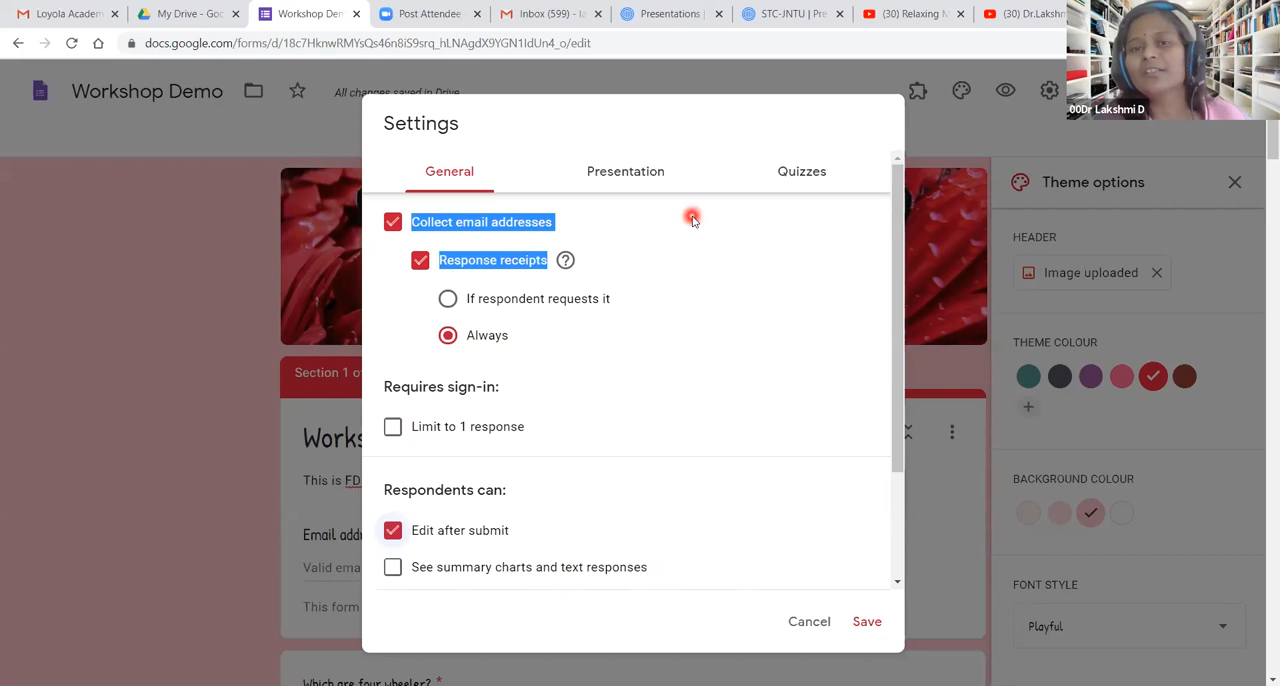 Loyola Academ
My Drive - Goo
Workshop Dem
Post Attendee
Inbox (599) - la
Presentations |
STC-JNTU | Pre
(30) Relaxing M
(30) Dr.Lakshm
docs.google.com/forms/d/18c7HknwRMYsQs46n8iS9srq_hLNAgdX9YGN1IdUn4_o/edit
Workshop Demo
All changes saved in Drive
00Dr Lakshmi D
Settings
General
Presentation
Quizzes
Collect email addresses
Response receipts
If respondent requests it
Always
Requires sign-in:
Limit to 1 response
Respondents can:
Edit after submit
See summary charts and text responses
Cancel
Save
Theme options
HEADER
Image uploaded
THEME COLOUR
BACKGROUND COLOUR
FONT STYLE
Playful
Section 1 o
Works
This is FD
Email addr
Valid ema
This form
Which are four wheeler? *